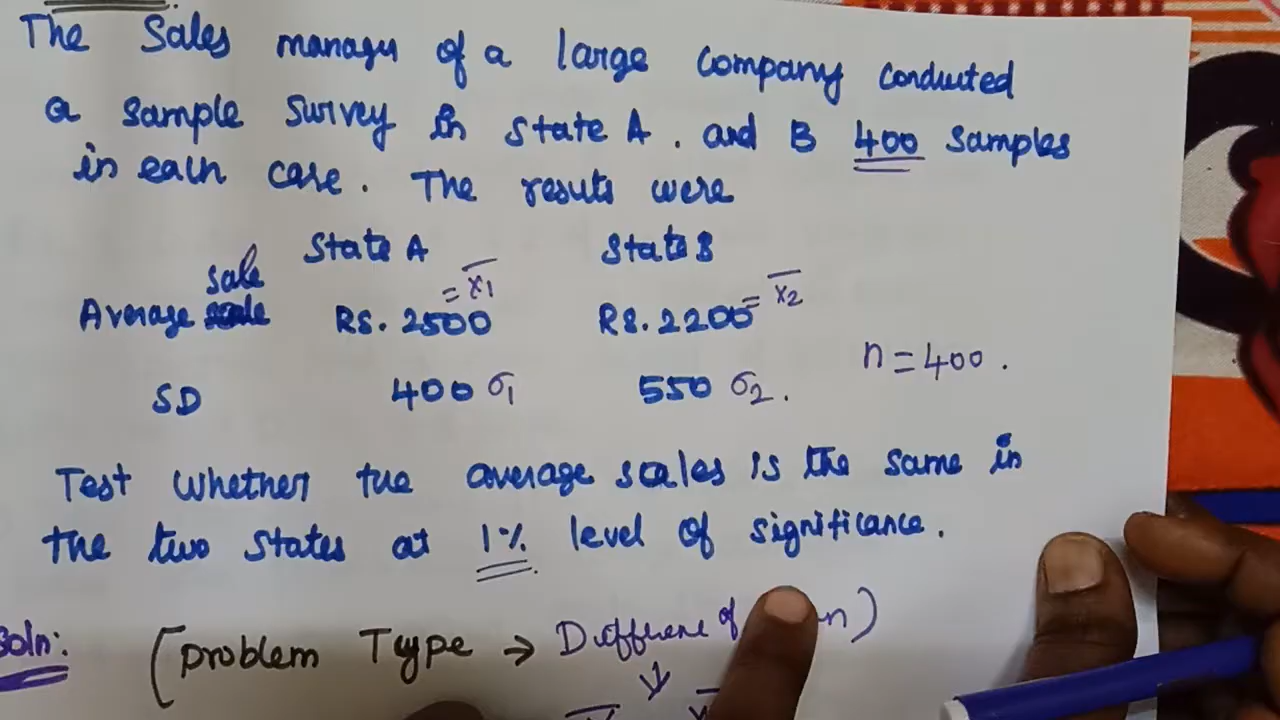 The Sales manager of a large company conducted
a sample survey in state A . and B 400 samples
in each case. The results were
State A State B
sale
= x̄1 = x̄2
Average RS. 2500 RS. 2200
n = 400 .
SD 400 σ1 550 σ2 .
Test whether the average scales is the same in
the two states at 1% level of significance.
Soln: (Problem Type → Difference of